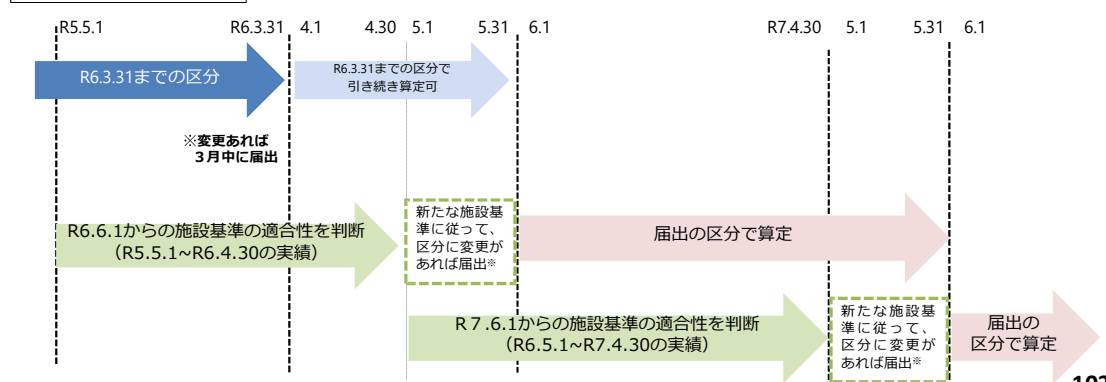 R5.5.1 R6.3.31 4.1 4.30 5.1 5.31 6.1 R7.4.30 5.1 5.31 6.1
R6.3.31までの区分
R6.3.31までの区分で
引き続き算定可
※変更あれば
３月中に届出
R6.6.1からの施設基準の適合性を判断
（R5.5.1~R6.4.30の実績）
新たな施設基
準に従って、
区分に変更が
あれば届出※
届出の区分で算定
Ｒ７.6.1からの施設基準の適合性を判断
（R6.5.1~R7.4.30の実績）
新たな施設基
準に従って、
区分に変更が
あれば届出※
届出の
区分で算定